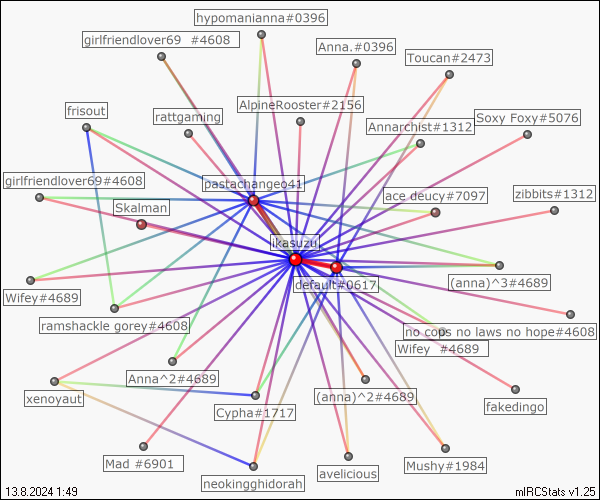 hypomanianna#0396
girlfriendlover69 #4608
Anna.#0396
Toucan#2473
AlpineRooster#2156
frisout
rattgaming
Annarchist#1312
Soxy Foxy#5076
girlfriendlover69#4608
pastachangeo41
ace deucy#7097
zibbits#1312
Skalman
ikasuzu
default#0617
(anna)^3#4689
Wifey#4689
ramshackle gorey#4608
no cops no laws no hope#4608
Wifey #4689
Anna^2#4689
(anna)^2#4689
xenoyaut
Cypha#1717
fakedingo
Mad #6901
neokingghidorah
avelicious
Mushy#1984
13.8.2024 1:49
mIRCStats v1.25